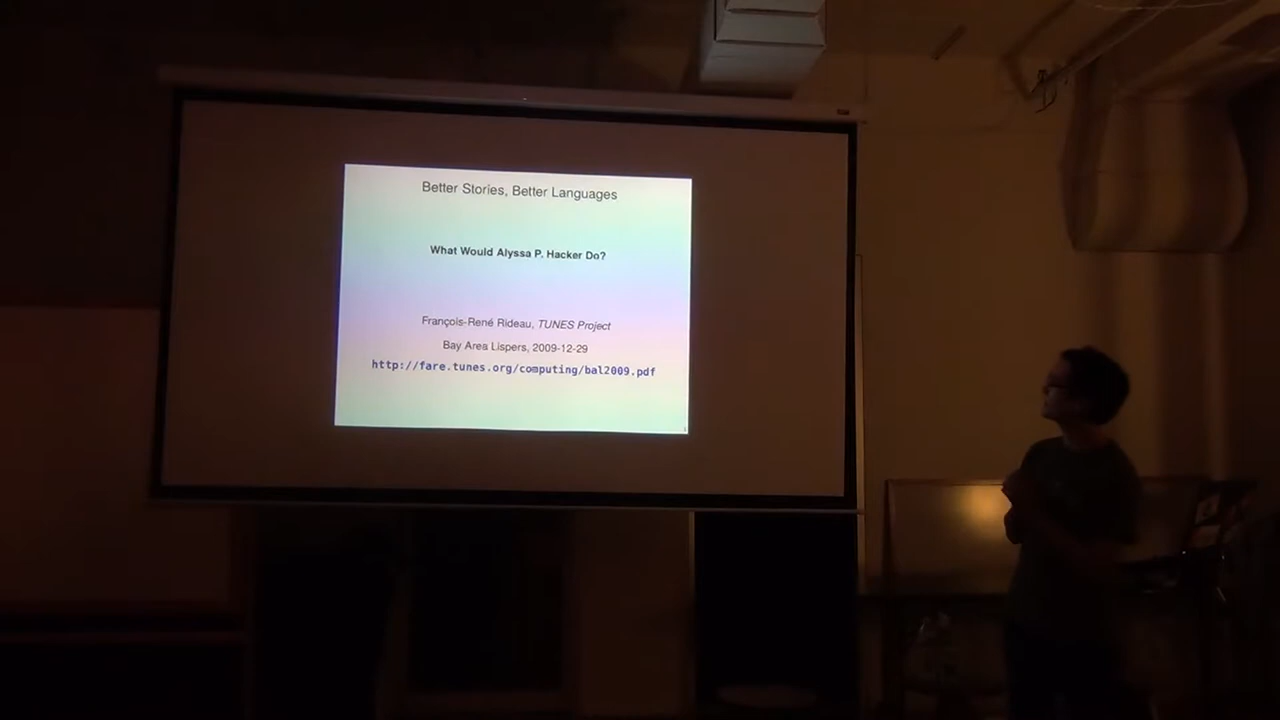 Better Stories, Better Languages
What Would Alyssa P. Hacker Do?
François-René Rideau, TUNES Project
Bay Area Lispers, 2009-12-29
http://fare.tunes.org/computing/bal2009.pdf